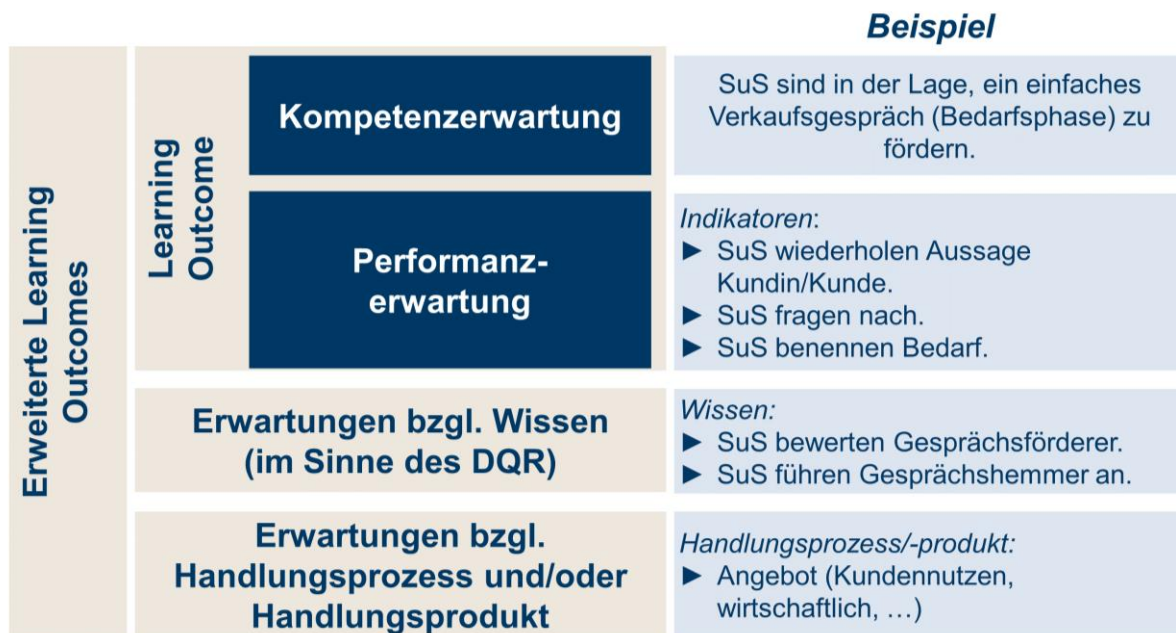 Beispiel
Erweiterte Learning
Outcomes
Learning
Outcome
Kompetenzerwartung
SuS sind in der Lage, ein einfaches
Verkaufsgespräch (Bedarfsphase) zu
fördern.
Performanz-
erwartung
Indikatoren:
► SuS wiederholen Aussage
Kundin/Kunde.
► SuS fragen nach.
► SuS benennen Bedarf.
Erwartungen bzgl. Wissen
(im Sinne des DQR)
Wissen:
► SuS bewerten Gesprächsförderer.
► SuS führen Gesprächshemmer an.
Erwartungen bzgl.
Handlungsprozess und/oder
Handlungsprodukt
Handlungsprozess/-produkt:
► Angebot (Kundennutzen,
wirtschaftlich, …)